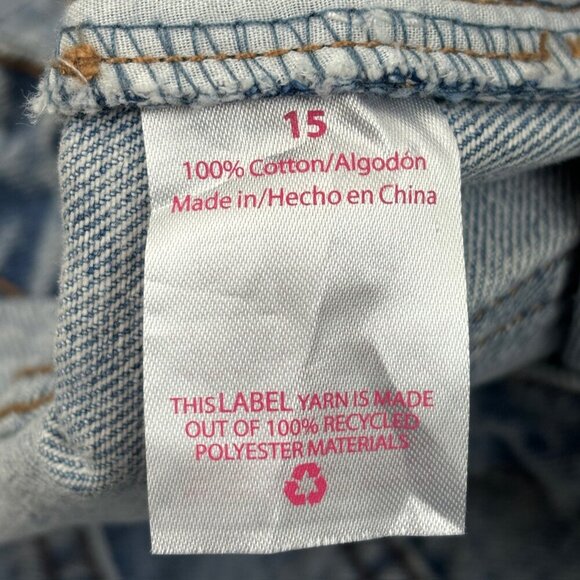 15
100% Cotton/Algodón
Made in/Hecho en China
THIS LABEL YARN IS MADE
OUT OF 100% RECYCLED
POLYESTER MATERIALS